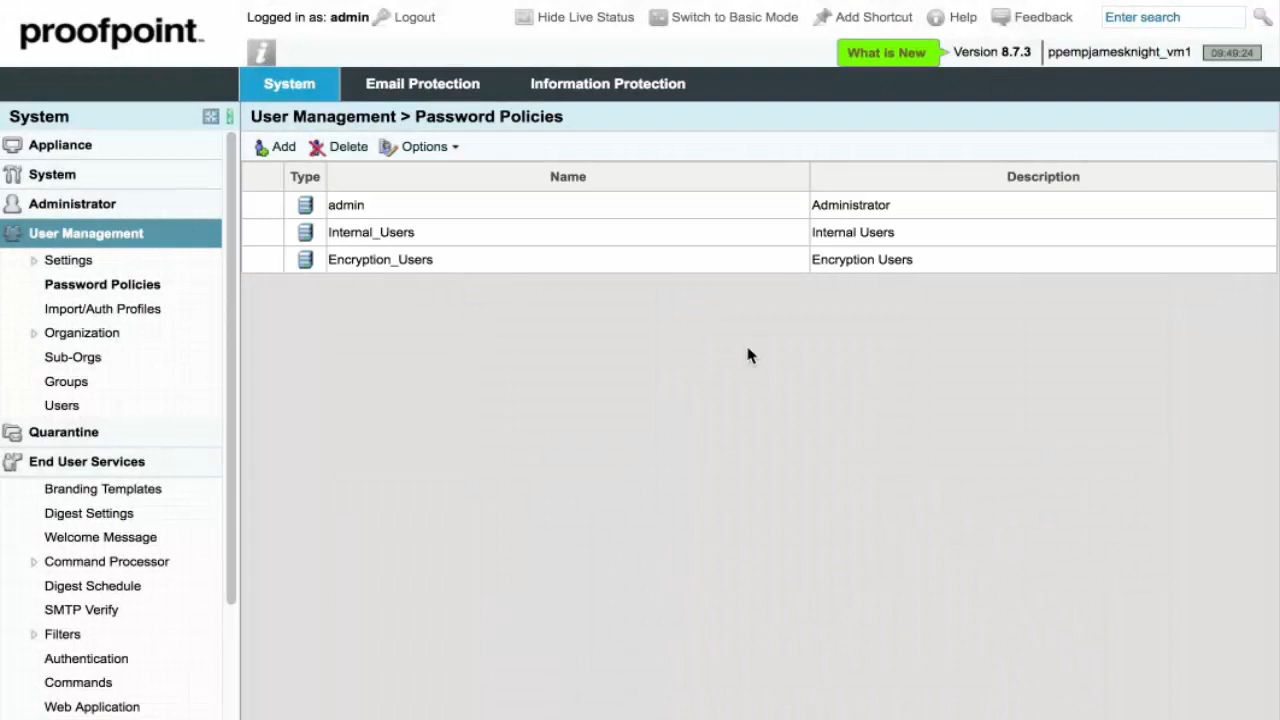 proofpoint™
Logged in as: admin Logout
Hide Live Status Switch to Basic Mode Add Shortcut Help Feedback Enter search
What is New Version 8.7.3 ppempjamesknight_vm1 09:49:24
System Email Protection Information Protection
System
Appliance
System
Administrator
User Management
Settings
Password Policies
Import/Auth Profiles
Organization
Sub-Orgs
Groups
Users
Quarantine
End User Services
Branding Templates
Digest Settings
Welcome Message
Command Processor
Digest Schedule
SMTP Verify
Filters
Authentication
Commands
Web Application
User Management > Password Policies
Add Delete Options
Type Name Description
admin Administrator
Internal_Users Internal Users
Encryption_Users Encryption Users